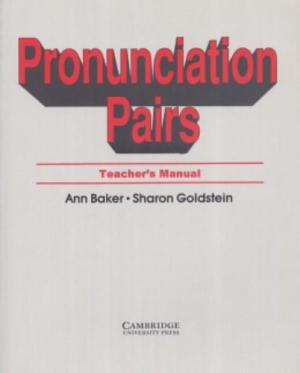 Pronunciation
Pairs
Teacher's Manual
Ann Baker • Sharon Goldstein
CAMBRIDGE
UNIVERSITY PRESS